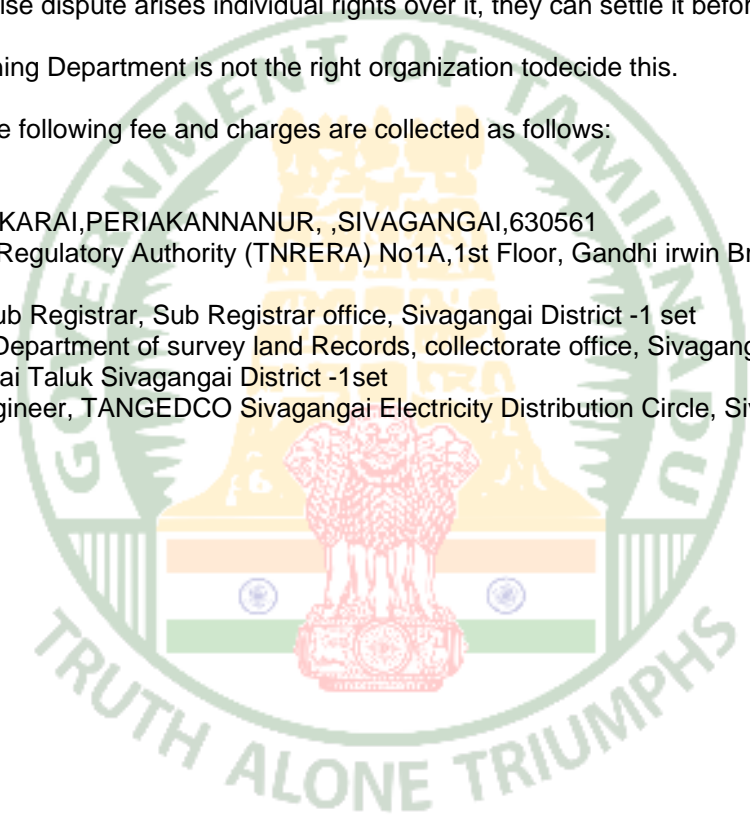 ise dispute arises individual rights over it, they can settle it befor
ning Department is not the right organization todecide this.
e following fee and charges are collected as follows:
KARAI,PERIAKANNANUR, ,SIVAGANGAI,630561
Regulatory Authority (TNRERA) No1A,1st Floor, Gandhi irwin Br
ub Registrar, Sub Registrar office, Sivagangai District -1 set
Department of survey land Records, collectorate office, Sivagang
ai Taluk Sivagangai District -1set
gineer, TANGEDCO Sivagangai Electricity Distribution Circle, Siv
GOVERNMENT OF TAMILNADU
TRUTH ALONE TRIUMPHS